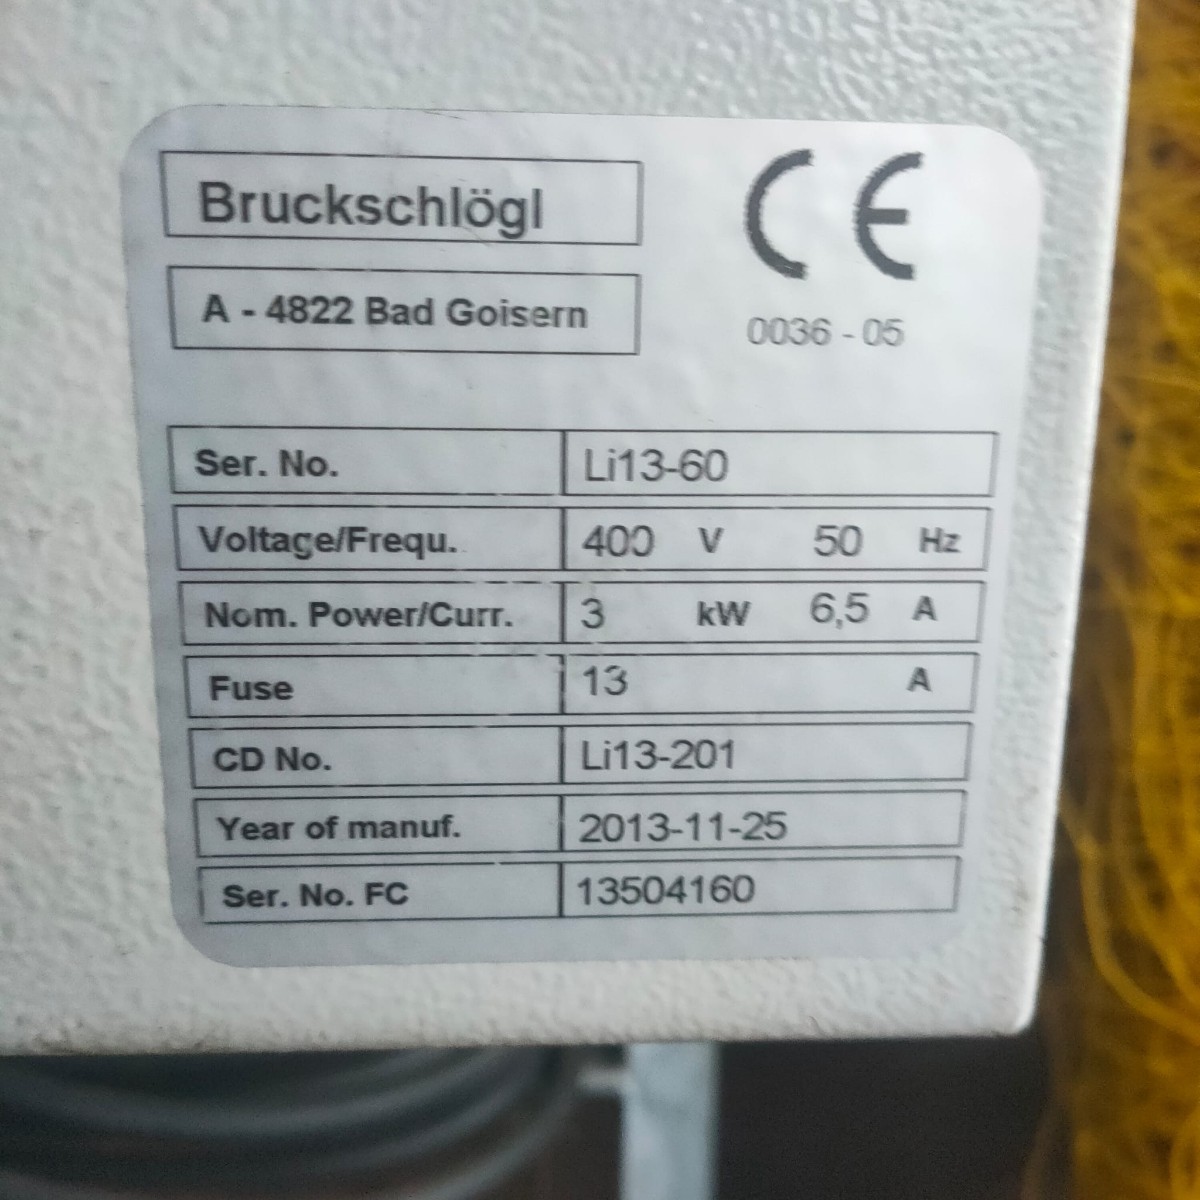 Bruckschlögl
CE
A - 4822 Bad Goisern
0036 - 05
Ser. No. Li13-60
Voltage/Frequ. 400 V 50 Hz
Nom. Power/Curr. 3 kW 6,5 A
Fuse 13 A
CD No. Li13-201
Year of manuf. 2013-11-25
Ser. No. FC 13504160